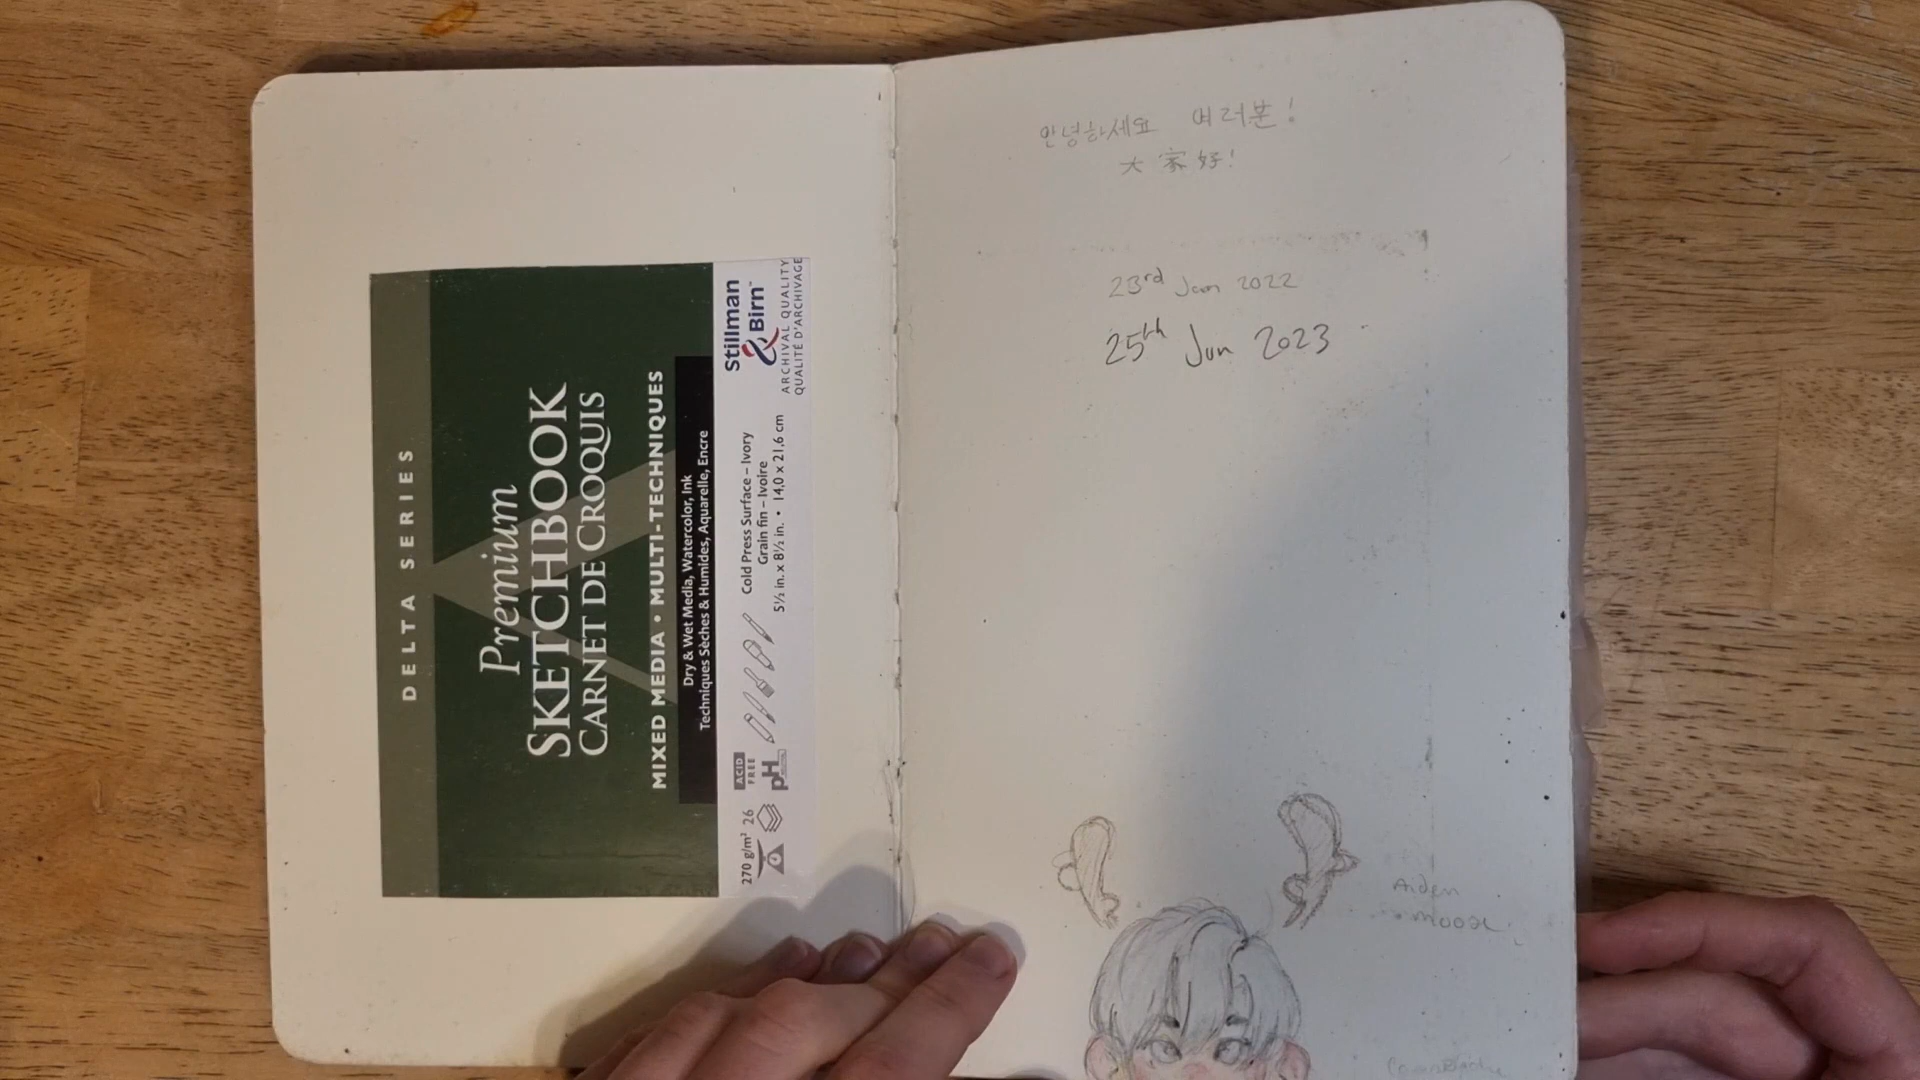 DELTA SERIES
Premium
SKETCHBOOK
CARNET DE CROQUIS
MIXED MEDIA • MULTI-TECHNIQUES
Dry & Wet Media, Watercolor, Ink
Techniques Sèches & Humides, Aquarelle, Encre
270 g/m² 26
ACID
FREE
pH
Cold Press Surface – Ivory
Grain fin – Ivoire
5½ in. x 8½ in. • 14,0 x 21,6 cm
Stillman
& Birn™
ARCHIVAL QUALITY
QUALITÉ D'ARCHIVAGE
안녕하세요 여러분!
大家好!
23rd Jan 2022
25th Jun 2023
Aiden
moose